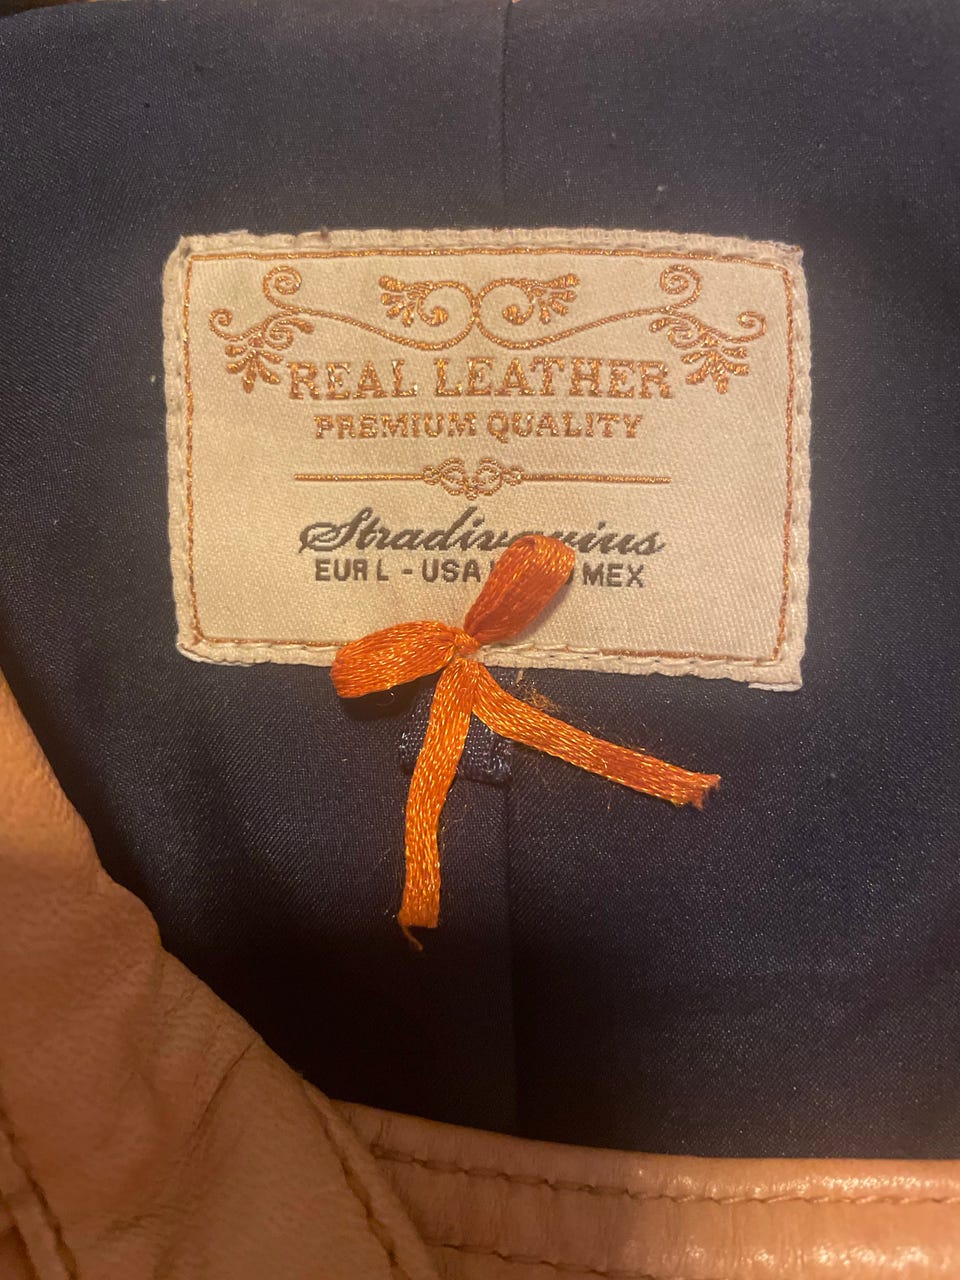 REAL LEATHER
PREMIUM QUALITY
Stradivarius
EUR L - USA MEX